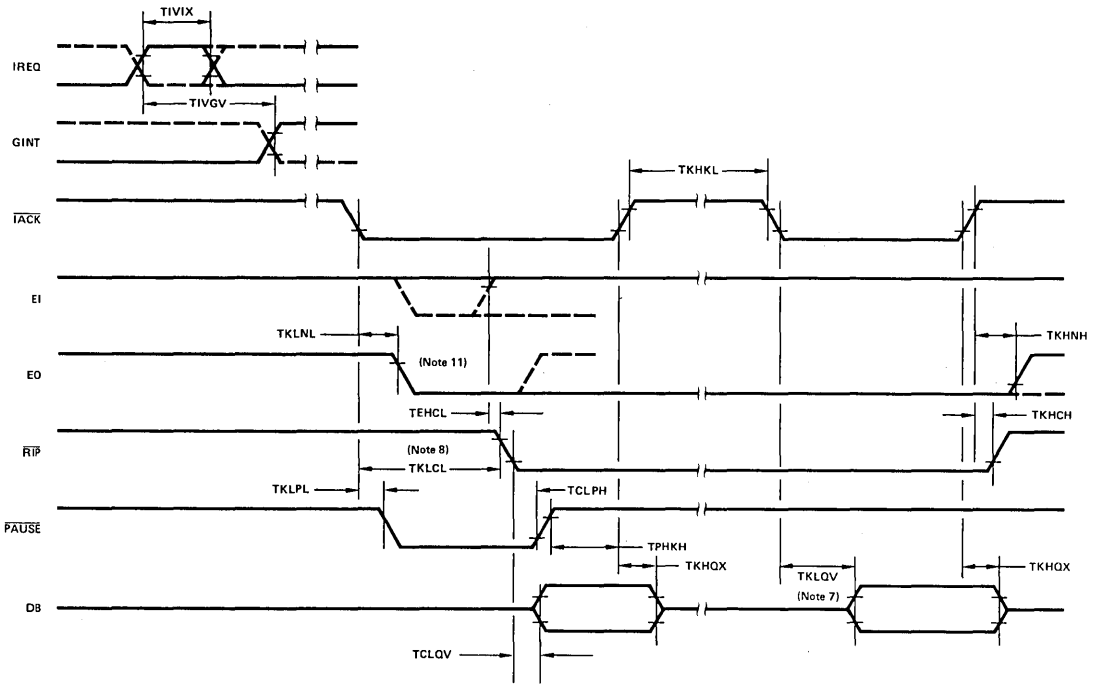 TIVIX
IREQ
TIVGV
GINT
TKHKL
IACK
EI
TKLNL
(Note 11)
TKHNH
EO
TEHCL
TKHCH
RIP
(Note 8)
TKLCL
TKLPL
TCLPH
PAUSE
TPHKH
TKHQX
TKLQV
TKHQX
(Note 7)
DB
TCLQV